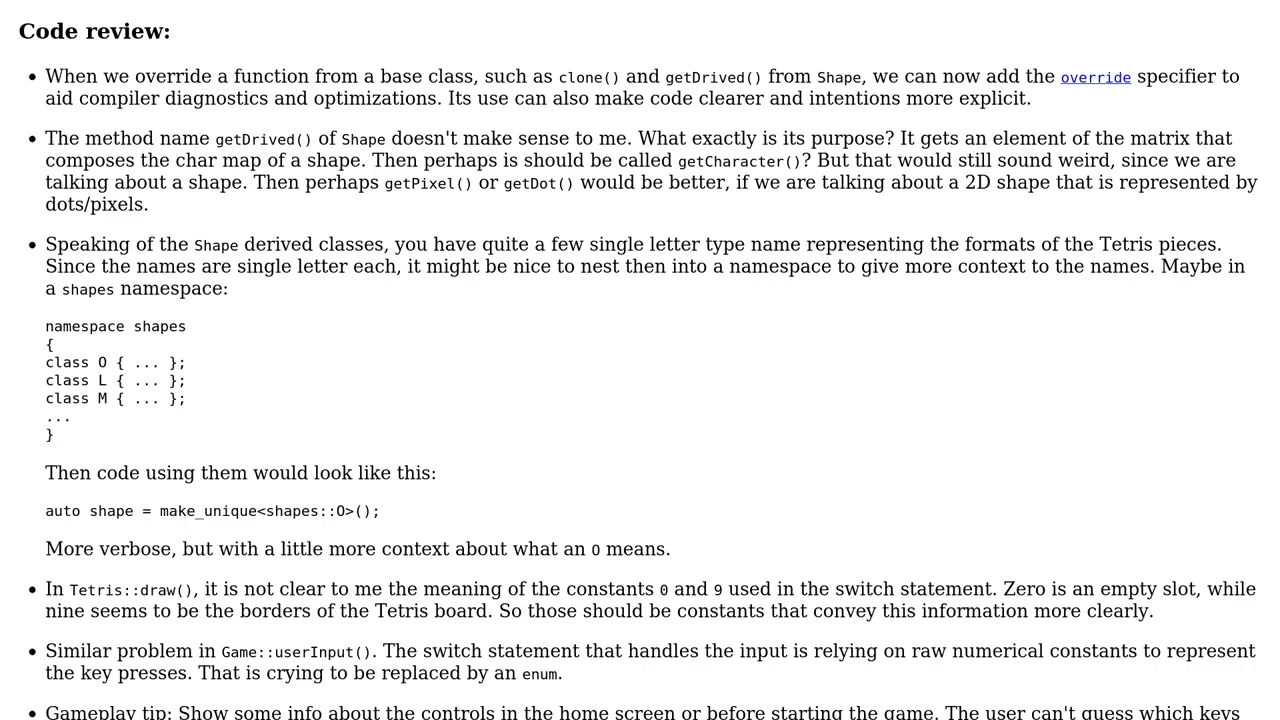 Code review:
• When we override a function from a base class, such as clone() and getDrived() from Shape, we can now add the override specifier to
aid compiler diagnostics and optimizations. Its use can also make code clearer and intentions more explicit.
• The method name getDrived() of Shape doesn't make sense to me. What exactly is its purpose? It gets an element of the matrix that
composes the char map of a shape. Then perhaps is should be called getCharacter()? But that would still sound weird, since we are
talking about a shape. Then perhaps getPixel() or getDot() would be better, if we are talking about a 2D shape that is represented by
dots/pixels.
• Speaking of the Shape derived classes, you have quite a few single letter type name representing the formats of the Tetris pieces.
Since the names are single letter each, it might be nice to nest then into a namespace to give more context to the names. Maybe in
a shapes namespace:
namespace shapes
{
class O { ... };
class L { ... };
class M { ... };
...
}
Then code using them would look like this:
auto shape = make_unique<shapes::O>();
More verbose, but with a little more context about what an O means.
• In Tetris::draw(), it is not clear to me the meaning of the constants 0 and 9 used in the switch statement. Zero is an empty slot, while
nine seems to be the borders of the Tetris board. So those should be constants that convey this information more clearly.
• Similar problem in Game::userInput(). The switch statement that handles the input is relying on raw numerical constants to represent
the key presses. That is crying to be replaced by an enum.
• Gameplay tip: Show some info about the controls in the home screen or before starting the game. The user can't guess which keys